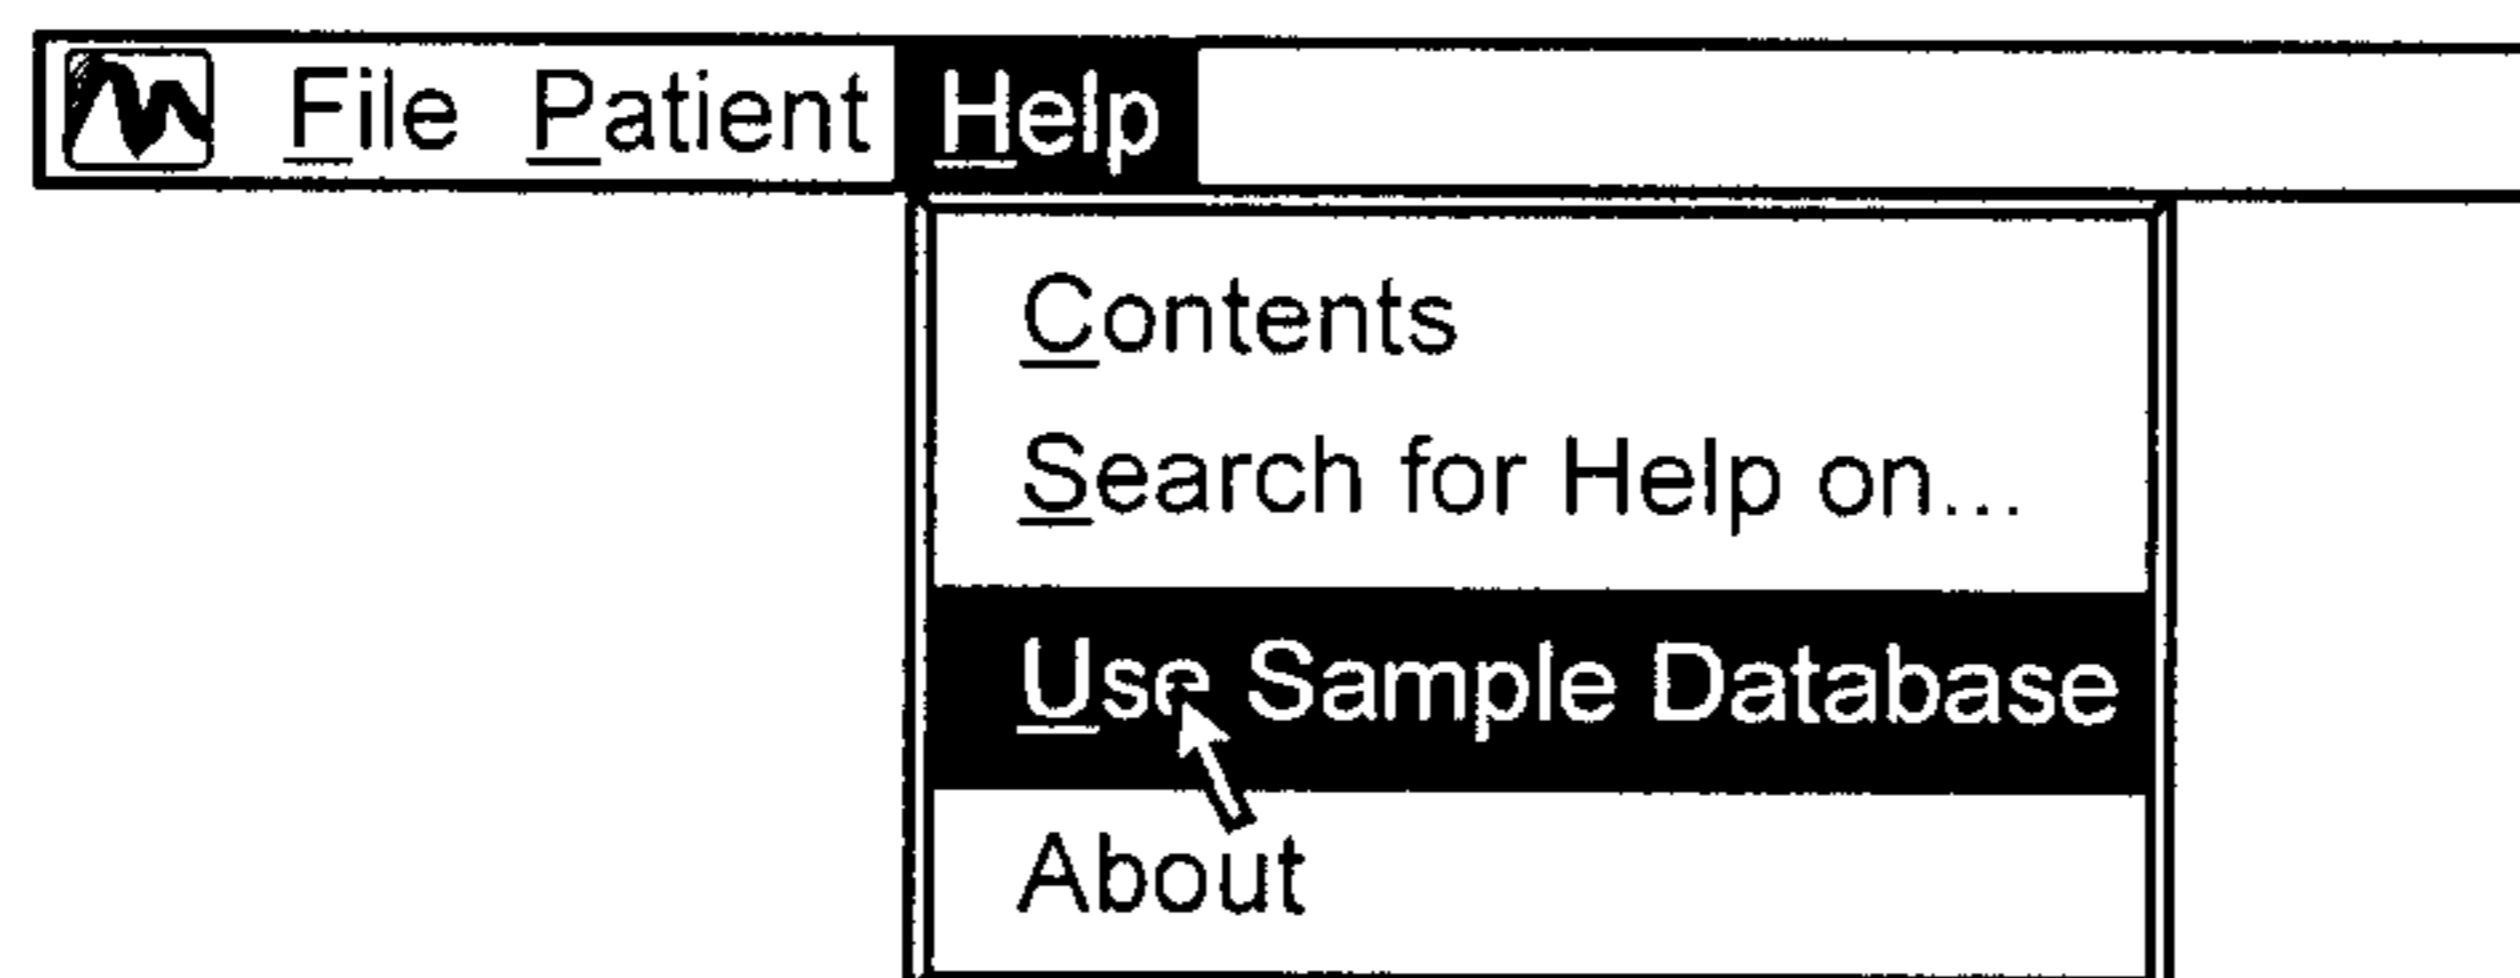 File Patient Help
Contents
Search for Help on...
Use Sample Database
About